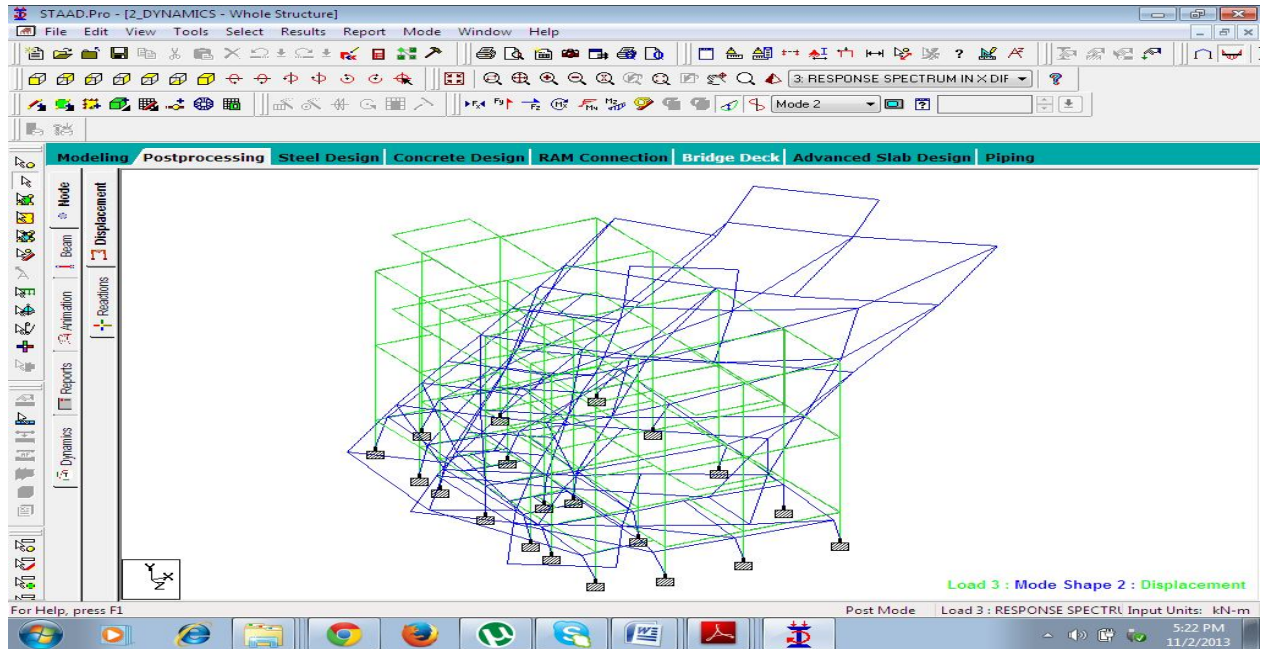 STAAD.Pro - [2_DYNAMICS - Whole Structure]
File Edit View Tools Select Results Report Mode Window Help
3: RESPONSE SPECTRUM IN X DIF
Mode 2
Modeling Postprocessing Steel Design Concrete Design RAM Connection Bridge Deck Advanced Slab Design Piping
Node
Beam
Animation
Reports
Dynamics
Displacement
Reactions
Y
X
Z
Load 3 : Mode Shape 2 : Displacement
For Help, press F1
Post Mode Load 3 : RESPONSE SPECTRU Input Units: kN-m
5:22 PM
11/2/2013